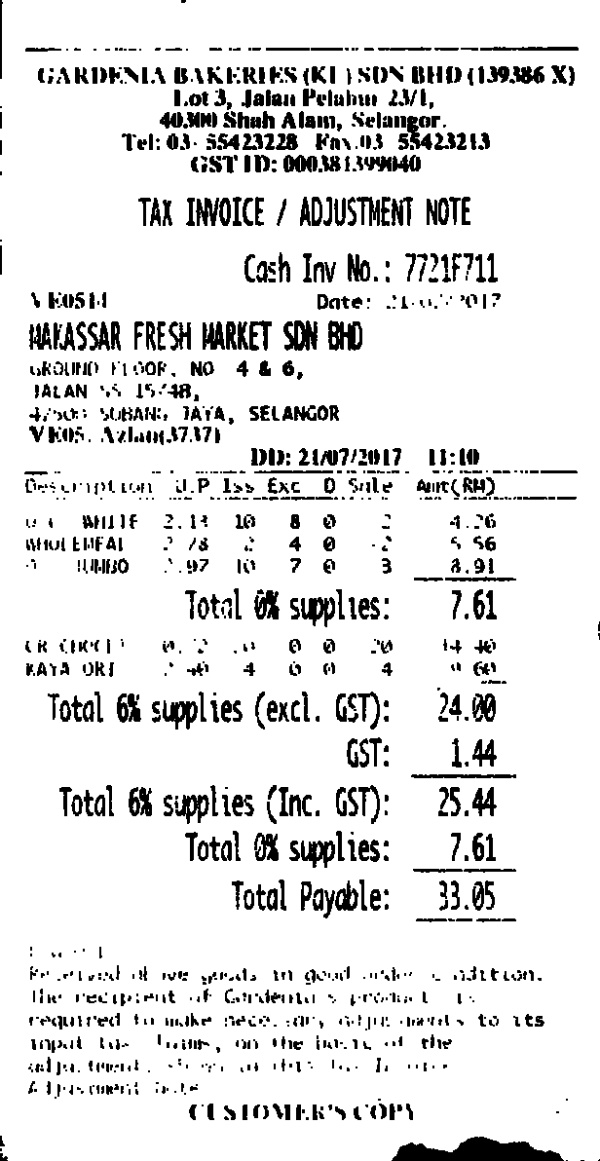 GARDENIA BAKERIES (KL) SDN BHD (139386 X)
Lot 3, Jalan Pelabur 23/1,
40300 Shah Alam, Selangor.
Tel: 03- 55423228 Fax.03 55423213
GST ID: 000381399040
TAX INVOICE / ADJUSTMENT NOTE
Cash Inv No.: 7721F711
VE0514
Date: 2017
MAKASSAR FRESH MARKET SDN BHD
GROUND FLOOR, NO 4 & 6,
JALAN SS 15/4B,
47500 SUBANG JAYA, SELANGOR
VE05. Azlan(3737)
DD: 21/07/2017 11:10
Description U.P Iss Exc D Sale Amt(RM)
WHITE 2.13 10 8 0 2 4.26
WHOLEMEAL 2.78 2 4 0 -2 5.56
JUMBO 2.97 10 7 0 3 8.91
Total 0% supplies: 7.61
0 0 20 14.40
KAYA 2.40 4 0 0 4 9.60
Total 6% supplies (excl. GST): 24.00
GST: 1.44
Total 6% supplies (Inc. GST): 25.44
Total 0% supplies: 7.61
Total Payable: 33.05
Received above goods in good order condition.
The recipient of Gardenia's product is
required to make necessary adjustments to its
input tax claims, on the basis of the
adjustments shown in this Tax Invoice
Adjustment Note
CUSTOMER'S COPY